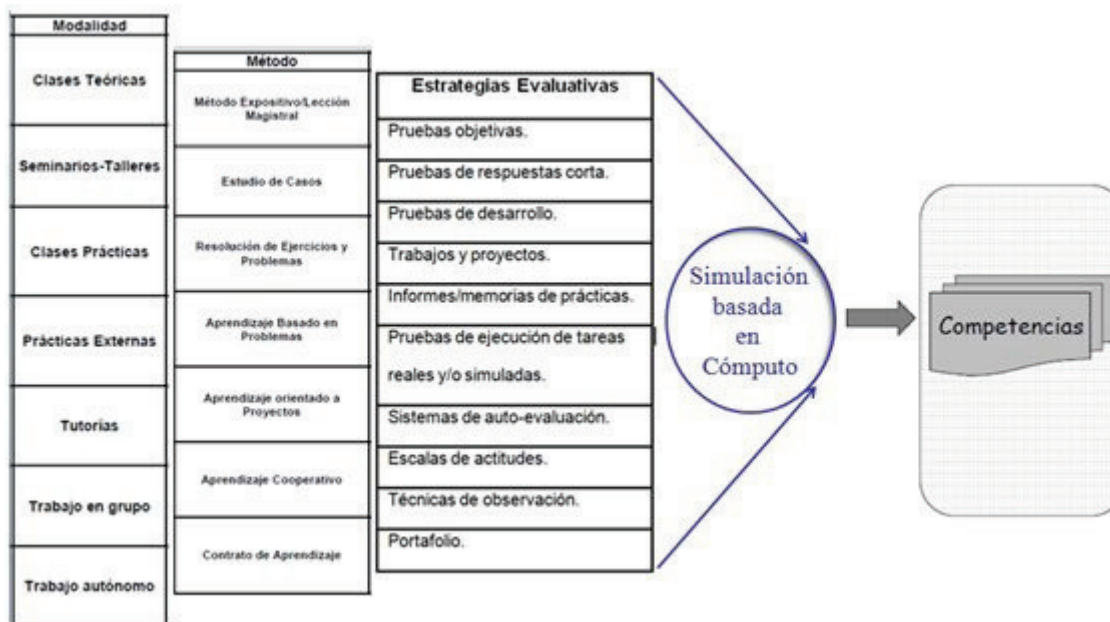 Modalidad
Clases Teóricas
Seminarios-Talleres
Clases Prácticas
Prácticas Externas
Tutorías
Trabajo en grupo
Trabajo autónomo
Método
Método Expositivo/Lección
Magistral
Estudio de Casos
Resolución de Ejercicios y
Problemas
Aprendizaje Basado en
Problemas
Aprendizaje orientado a
Proyectos
Aprendizaje Cooperativo
Contrato de Aprendizaje
Estrategias Evaluativas
Pruebas objetivas.
Pruebas de respuestas corta.
Pruebas de desarrollo.
Trabajos y proyectos.
Informes/memorias de prácticas.
Pruebas de ejecución de tareas
reales y/o simuladas.
Sistemas de auto-evaluación.
Escalas de actitudes.
Técnicas de observación.
Portafolio.
Simulación
basada
en
Cómputo
Competencias